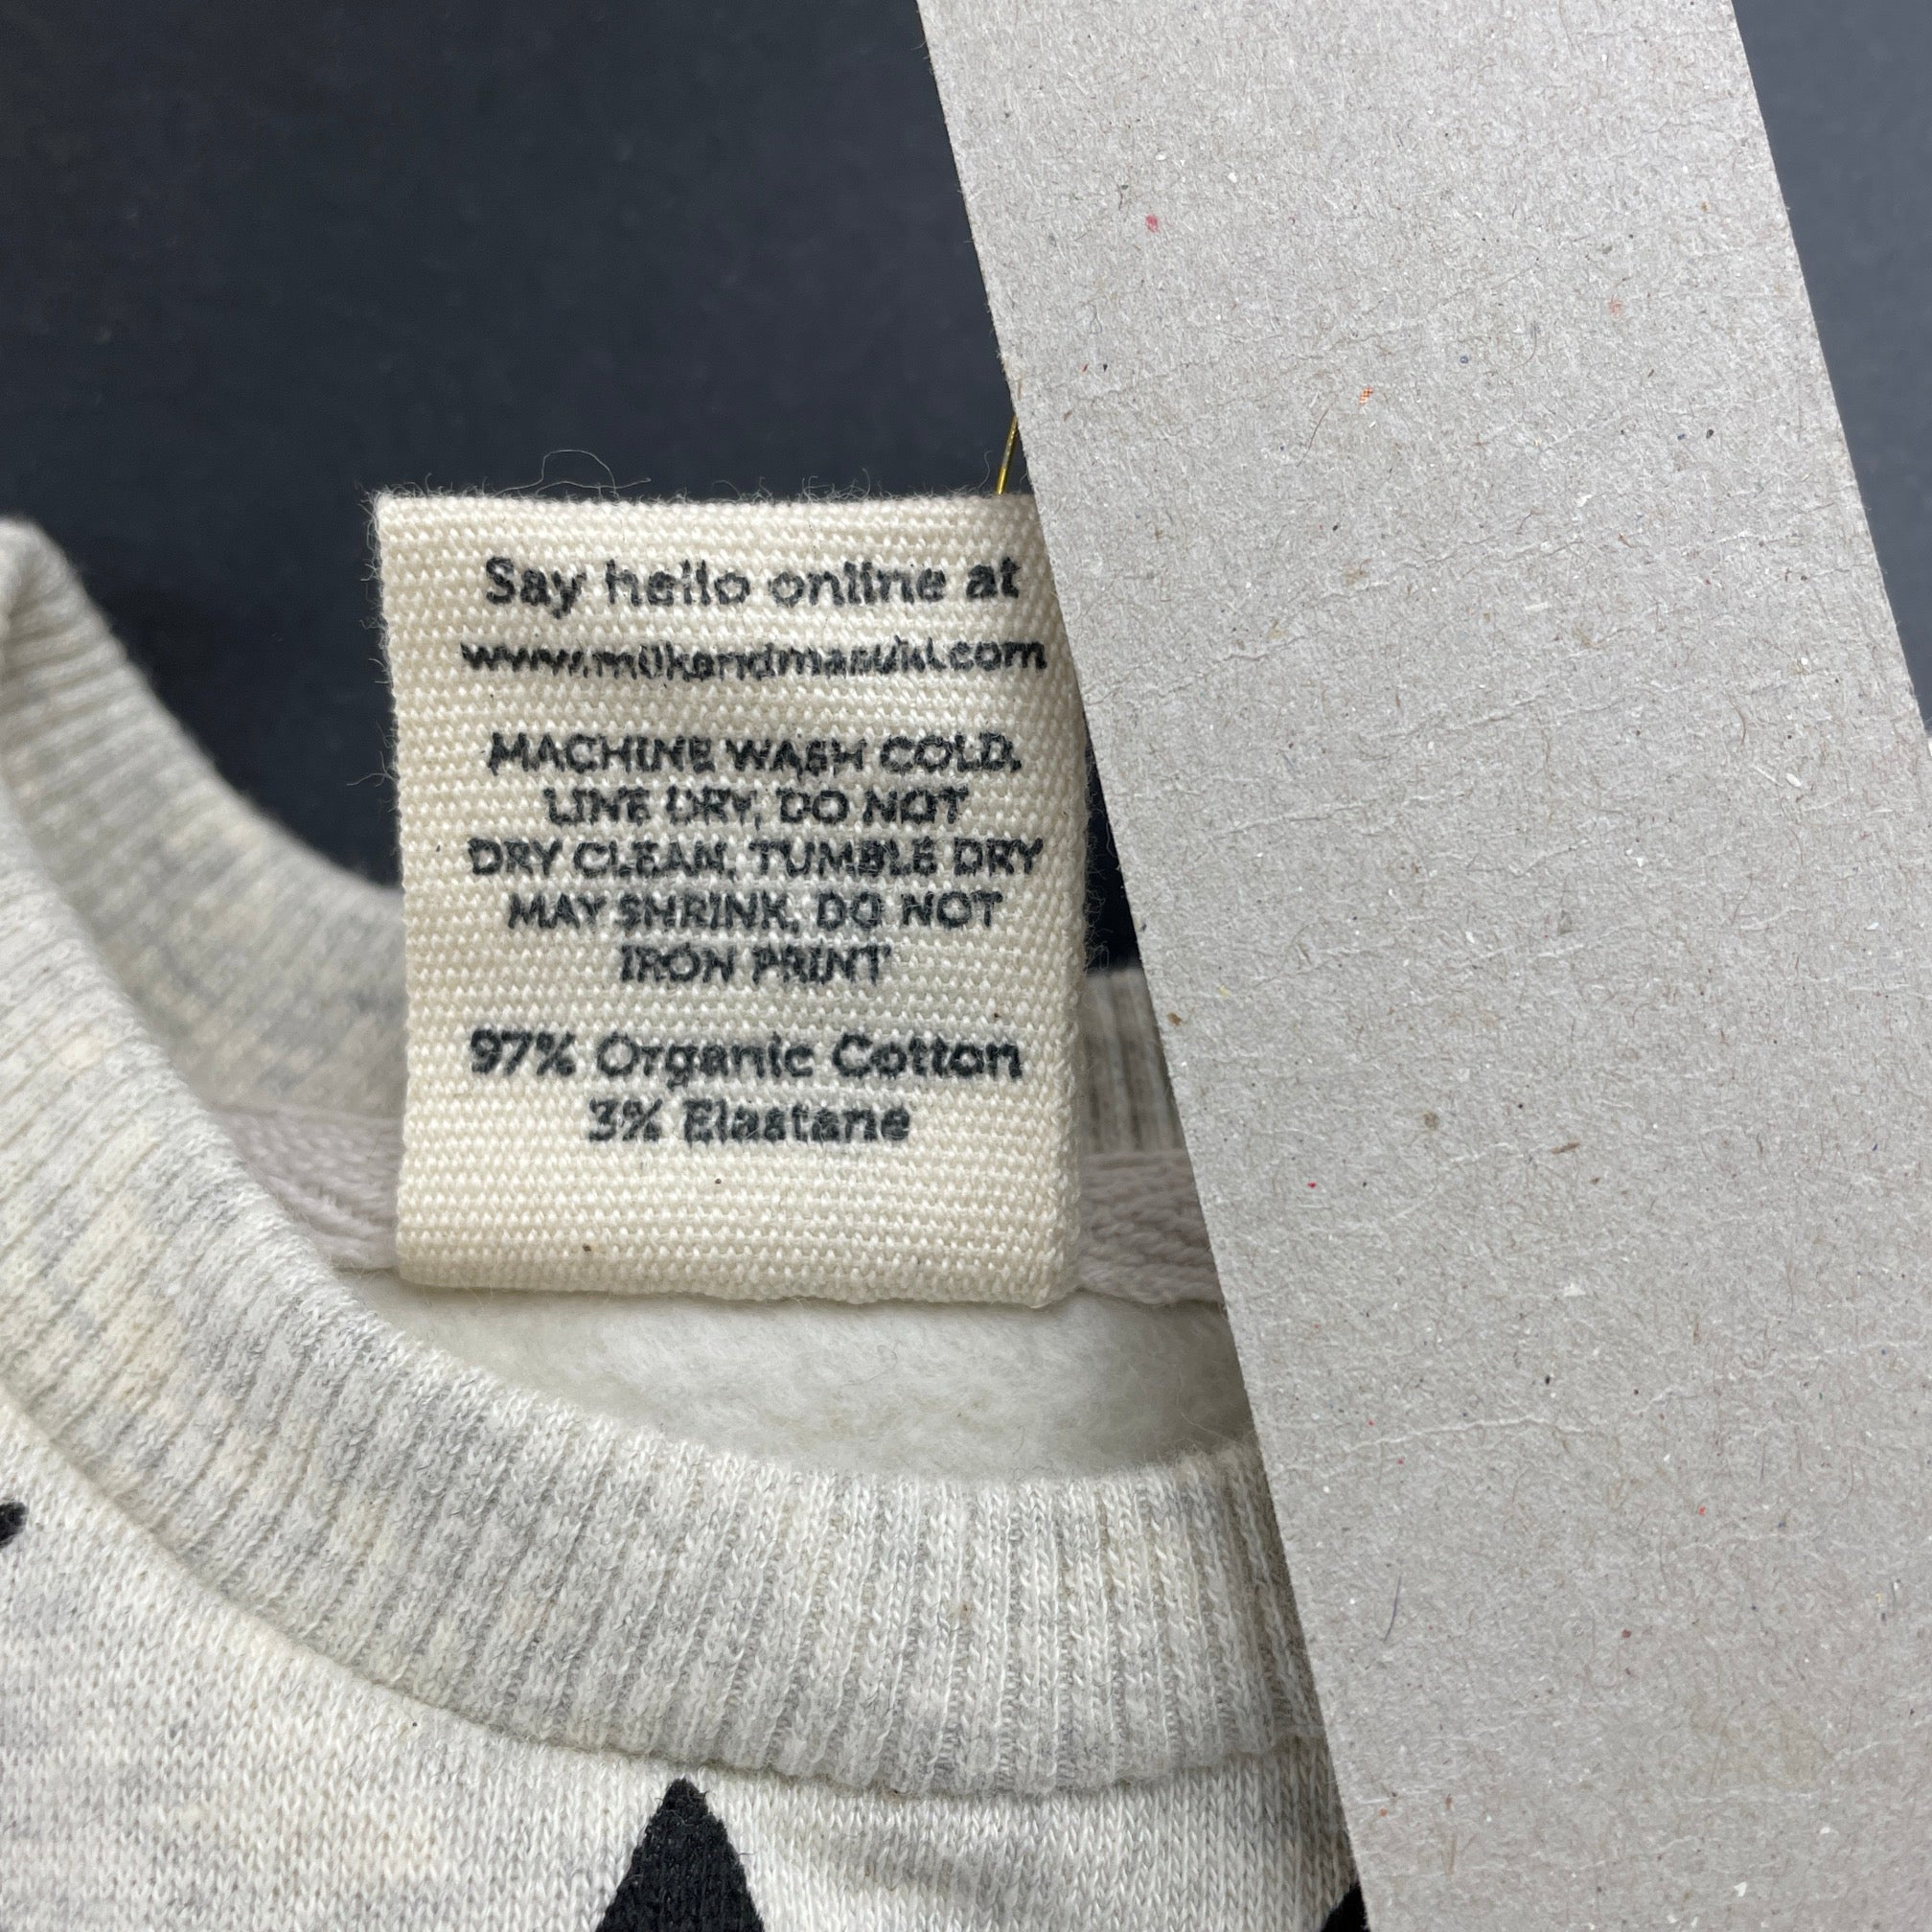 Say hello online at
www.milkandmasuki.com
MACHINE WASH COLD,
LINE DRY, DO NOT
DRY CLEAN, TUMBLE DRY
MAY SHRINK, DO NOT
IRON PRINT
97% Organic Cotton
3% Elastane